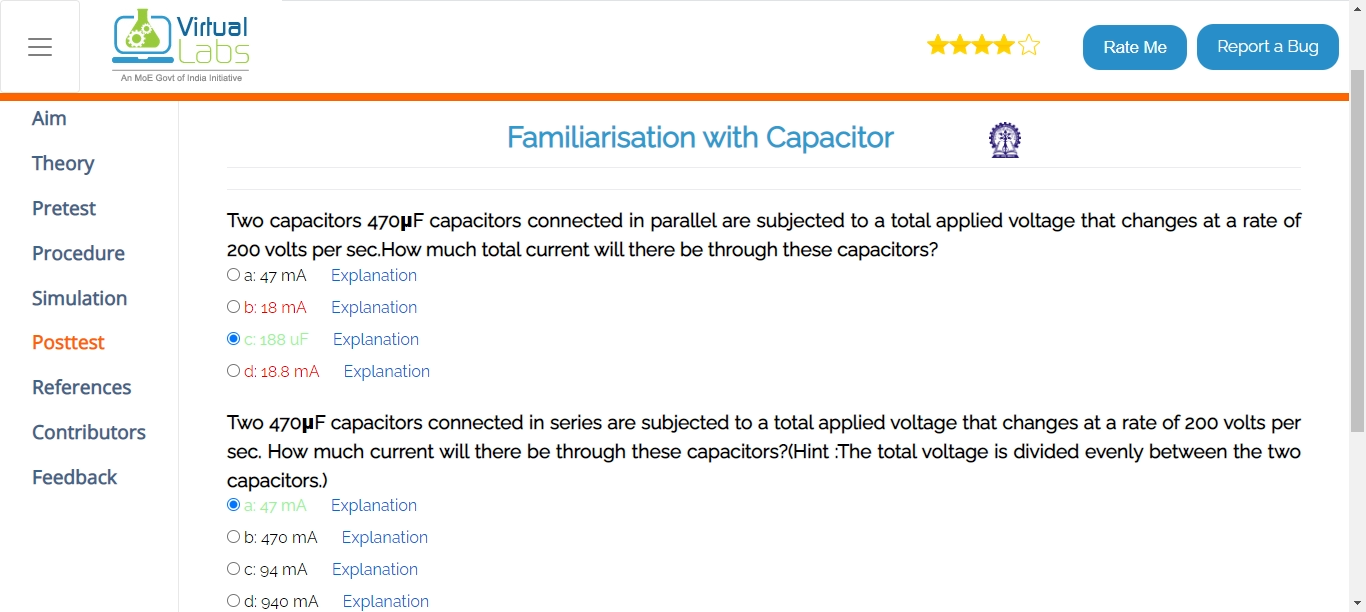 Virtual
Labs
An MoE Govt of India Initiative
Rate Me
Report a Bug
Aim
Theory
Pretest
Procedure
Simulation
Posttest
References
Contributors
Feedback
Familiarisation with Capacitor
Two capacitors 470μF capacitors connected in parallel are subjected to a total applied voltage that changes at a rate of
200 volts per sec.How much total current will there be through these capacitors?
a: 47 mA Explanation
b: 18 mA Explanation
c: 188 uF Explanation
d: 18.8 mA Explanation
Two 470μF capacitors connected in series are subjected to a total applied voltage that changes at a rate of 200 volts per
sec. How much current will there be through these capacitors?(Hint :The total voltage is divided evenly between the two
capacitors.)
a: 47 mA Explanation
b: 470 mA Explanation
c: 94 mA Explanation
d: 940 mA Explanation